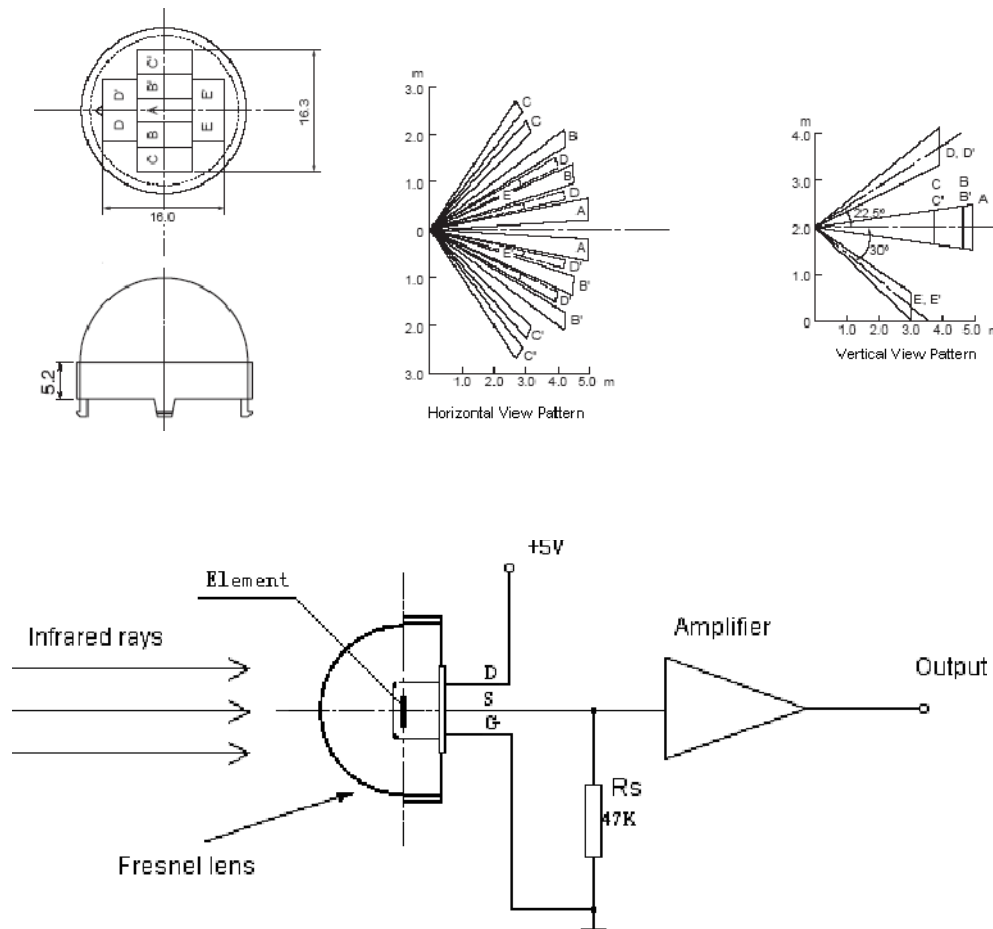 C'
B'
A
B
C
D'
D
E'
E
16.3
16.0
5.2
m
3.0
2.0
1.0
0
1.0
2.0
3.0
C
C
B
D
B
E
D
A
A
E'
D'
B'
D'
B'
C'
C'
1.0 2.0 3.0 4.0 5.0 m
Horizontal View Pattern
m
4.0
3.0
2.0
1.0
0
D, D'
C B
C' B' A
22.5°
30°
E, E'
1.0 2.0 3.0 4.0 5.0 m
Vertical View Pattern
+5V
Element
Infrared rays
Amplifier
D
S
G
Output
Rs
47K
Fresnel lens